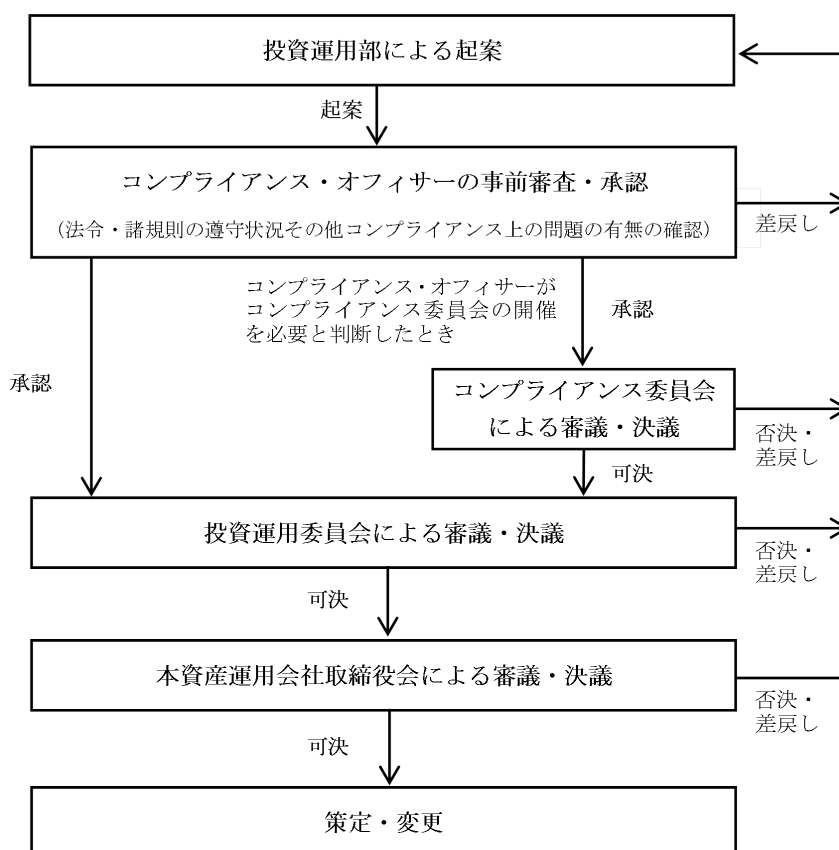 投資運用部による起案
起案
コンプライアンス・オフィサーの事前審査・承認
（法令・諸規則の遵守状況その他コンプライアンス上の問題の有無の確認）
差戻し
コンプライアンス・オフィサーが
コンプライアンス委員会の開催
を必要と判断したとき
承認
承認
コンプライアンス委員会
による審議・決議
否決・
差戻し
可決
投資運用委員会による審議・決議
否決・
差戻し
可決
本資産運用会社取締役会による審議・決議
否決・
差戻し
可決
策定・変更